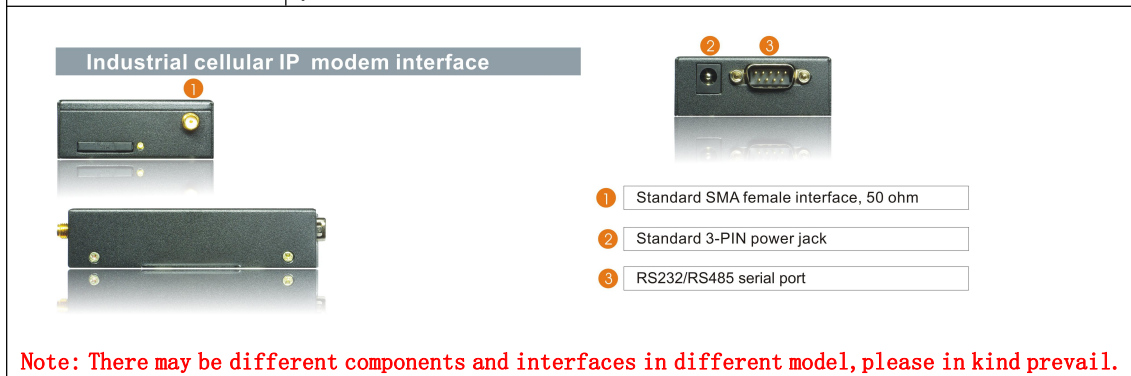 Industrial cellular IP modem interface
1
2 3
1 Standard SMA female interface, 50 ohm
2 Standard 3-PIN power jack
3 RS232/RS485 serial port
Note: There may be different components and interfaces in different model, please in kind prevail.